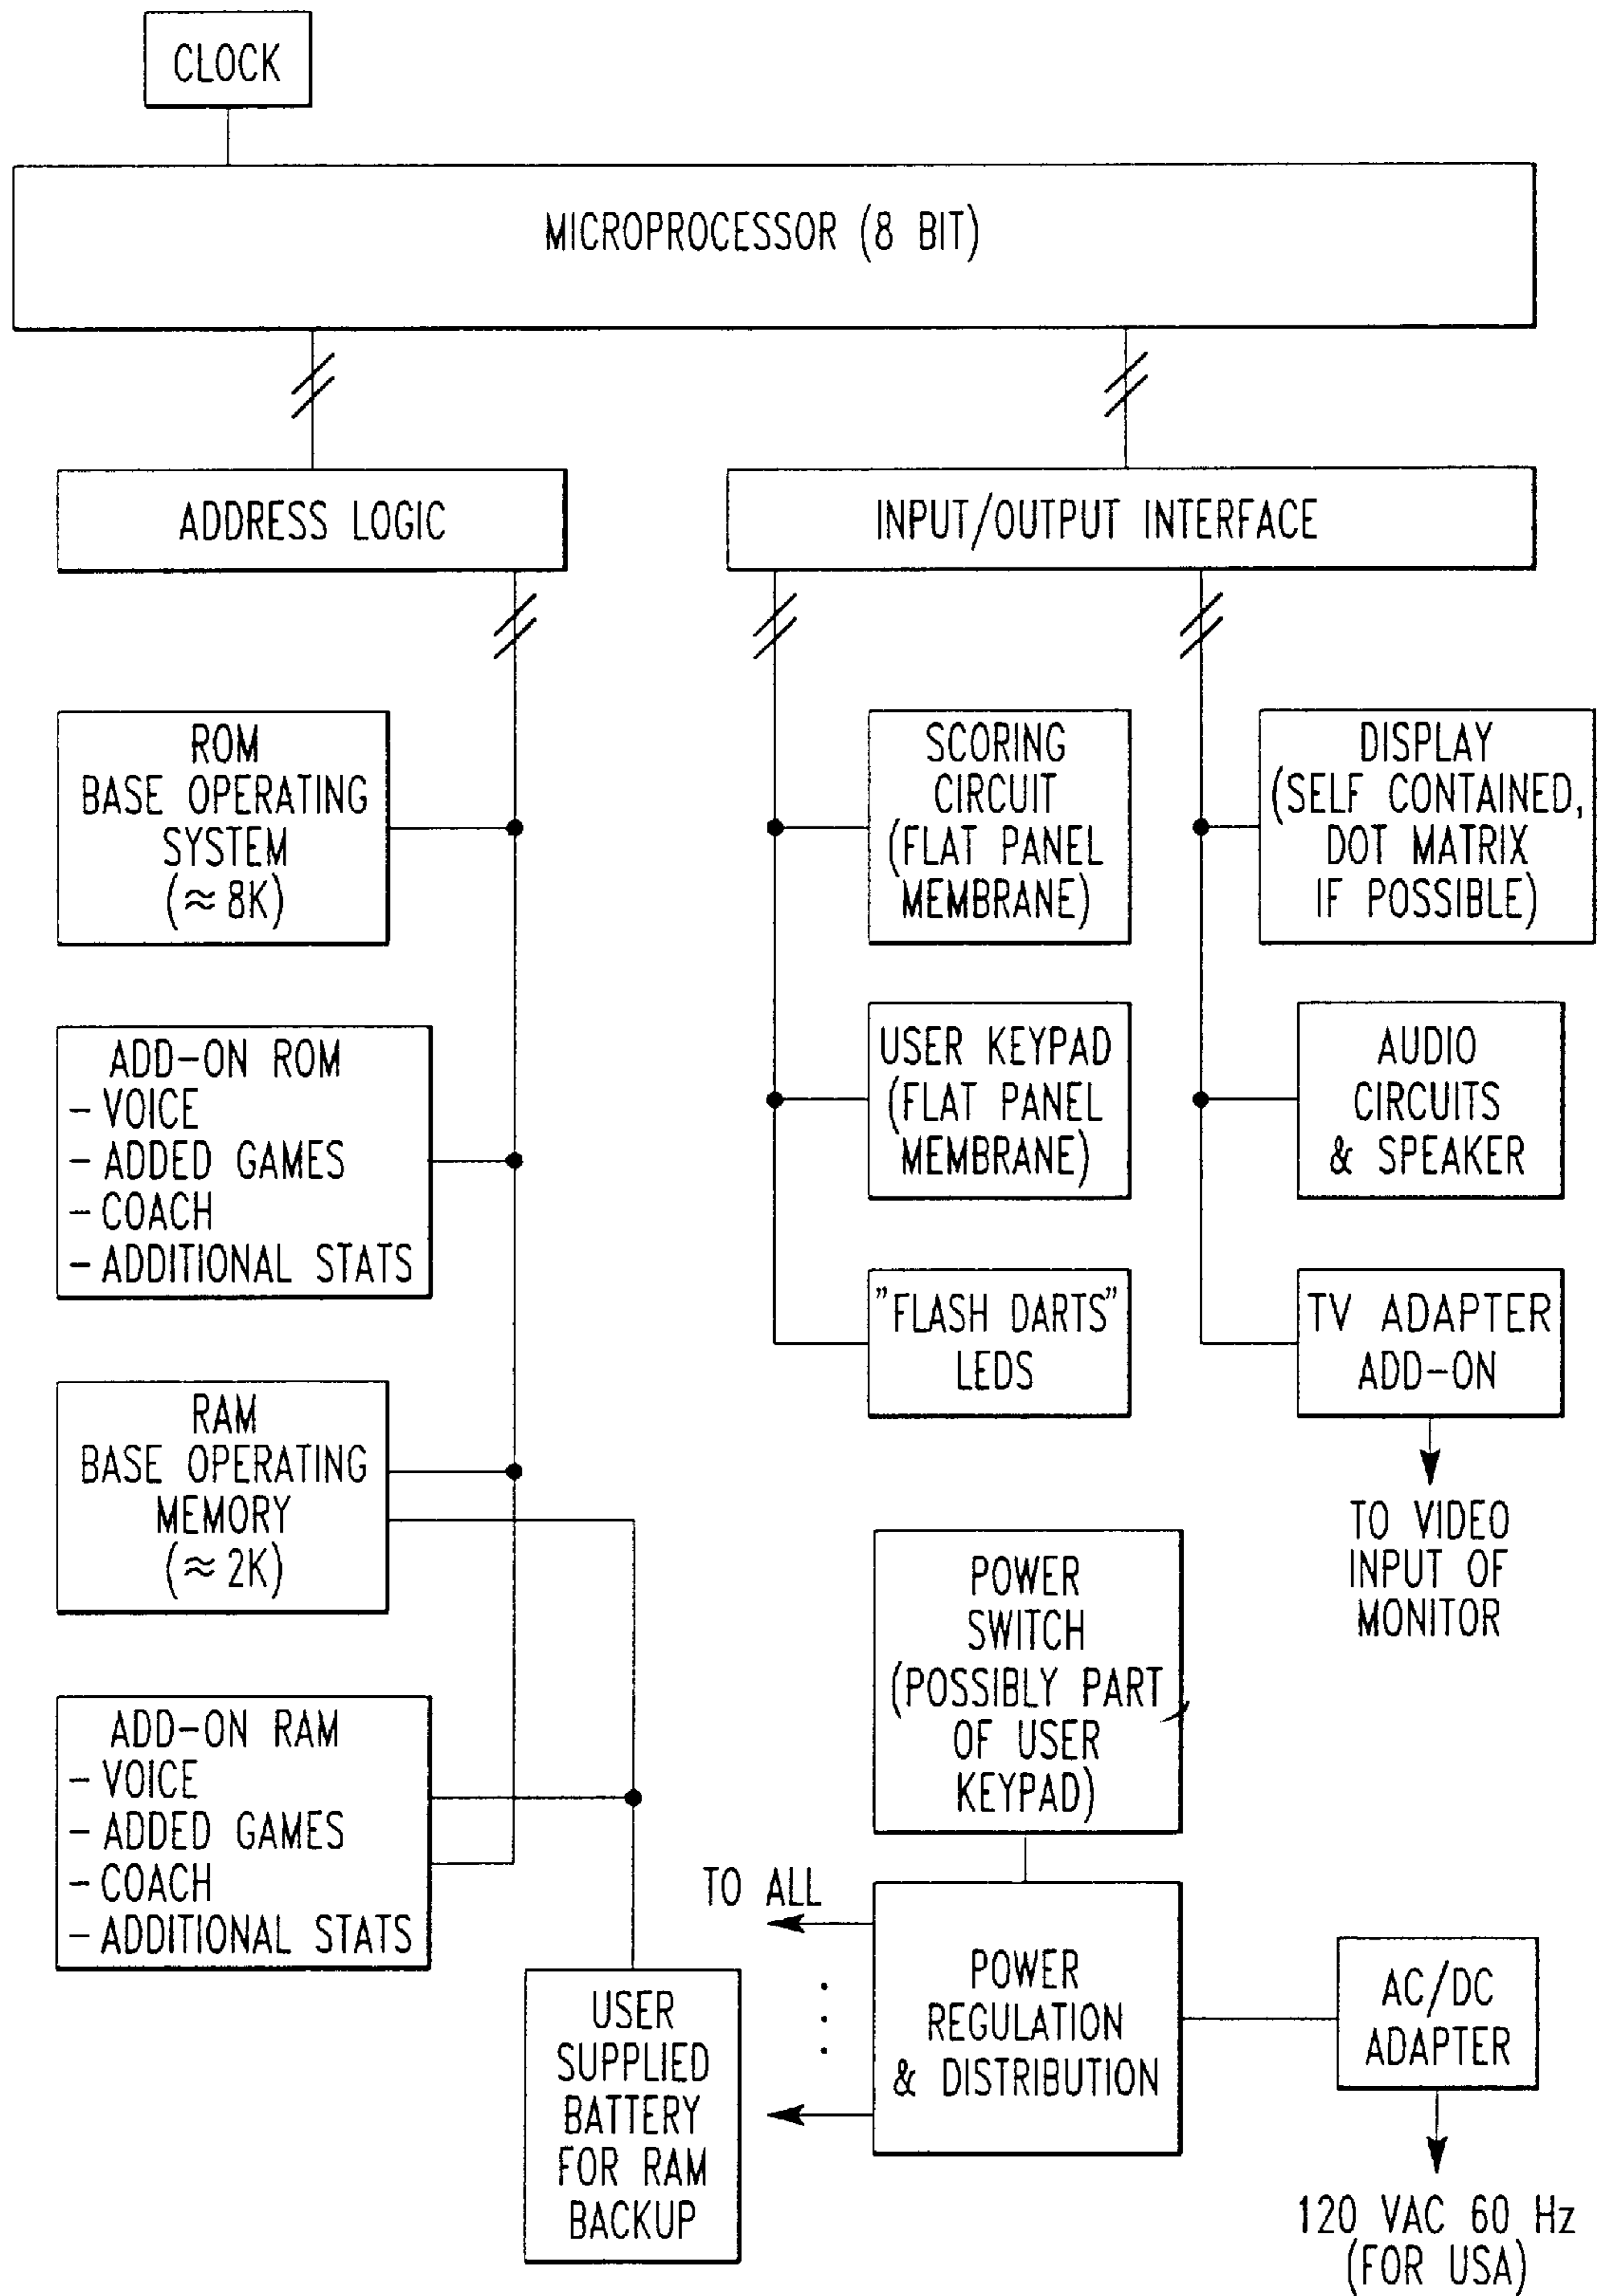 CLOCK
MICROPROCESSOR (8 BIT)
ADDRESS LOGIC
INPUT/OUTPUT INTERFACE
ROM
BASE OPERATING
SYSTEM
(≈ 8K)
SCORING
CIRCUIT
(FLAT PANEL
MEMBRANE)
DISPLAY
(SELF CONTAINED,
DOT MATRIX
IF POSSIBLE)
ADD-ON ROM
- VOICE
- ADDED GAMES
- COACH
- ADDITIONAL STATS
USER KEYPAD
(FLAT PANEL
MEMBRANE)
AUDIO
CIRCUITS
& SPEAKER
"FLASH DARTS"
LEDS
TV ADAPTER
ADD-ON
TO VIDEO
INPUT OF
MONITOR
RAM
BASE OPERATING
MEMORY
(≈ 2K)
POWER
SWITCH
(POSSIBLY PART
OF USER
KEYPAD)
ADD-ON RAM
- VOICE
- ADDED GAMES
- COACH
- ADDITIONAL STATS
TO ALL
POWER
REGULATION
& DISTRIBUTION
AC/DC
ADAPTER
USER
SUPPLIED
BATTERY
FOR RAM
BACKUP
120 VAC 60 Hz
(FOR USA)